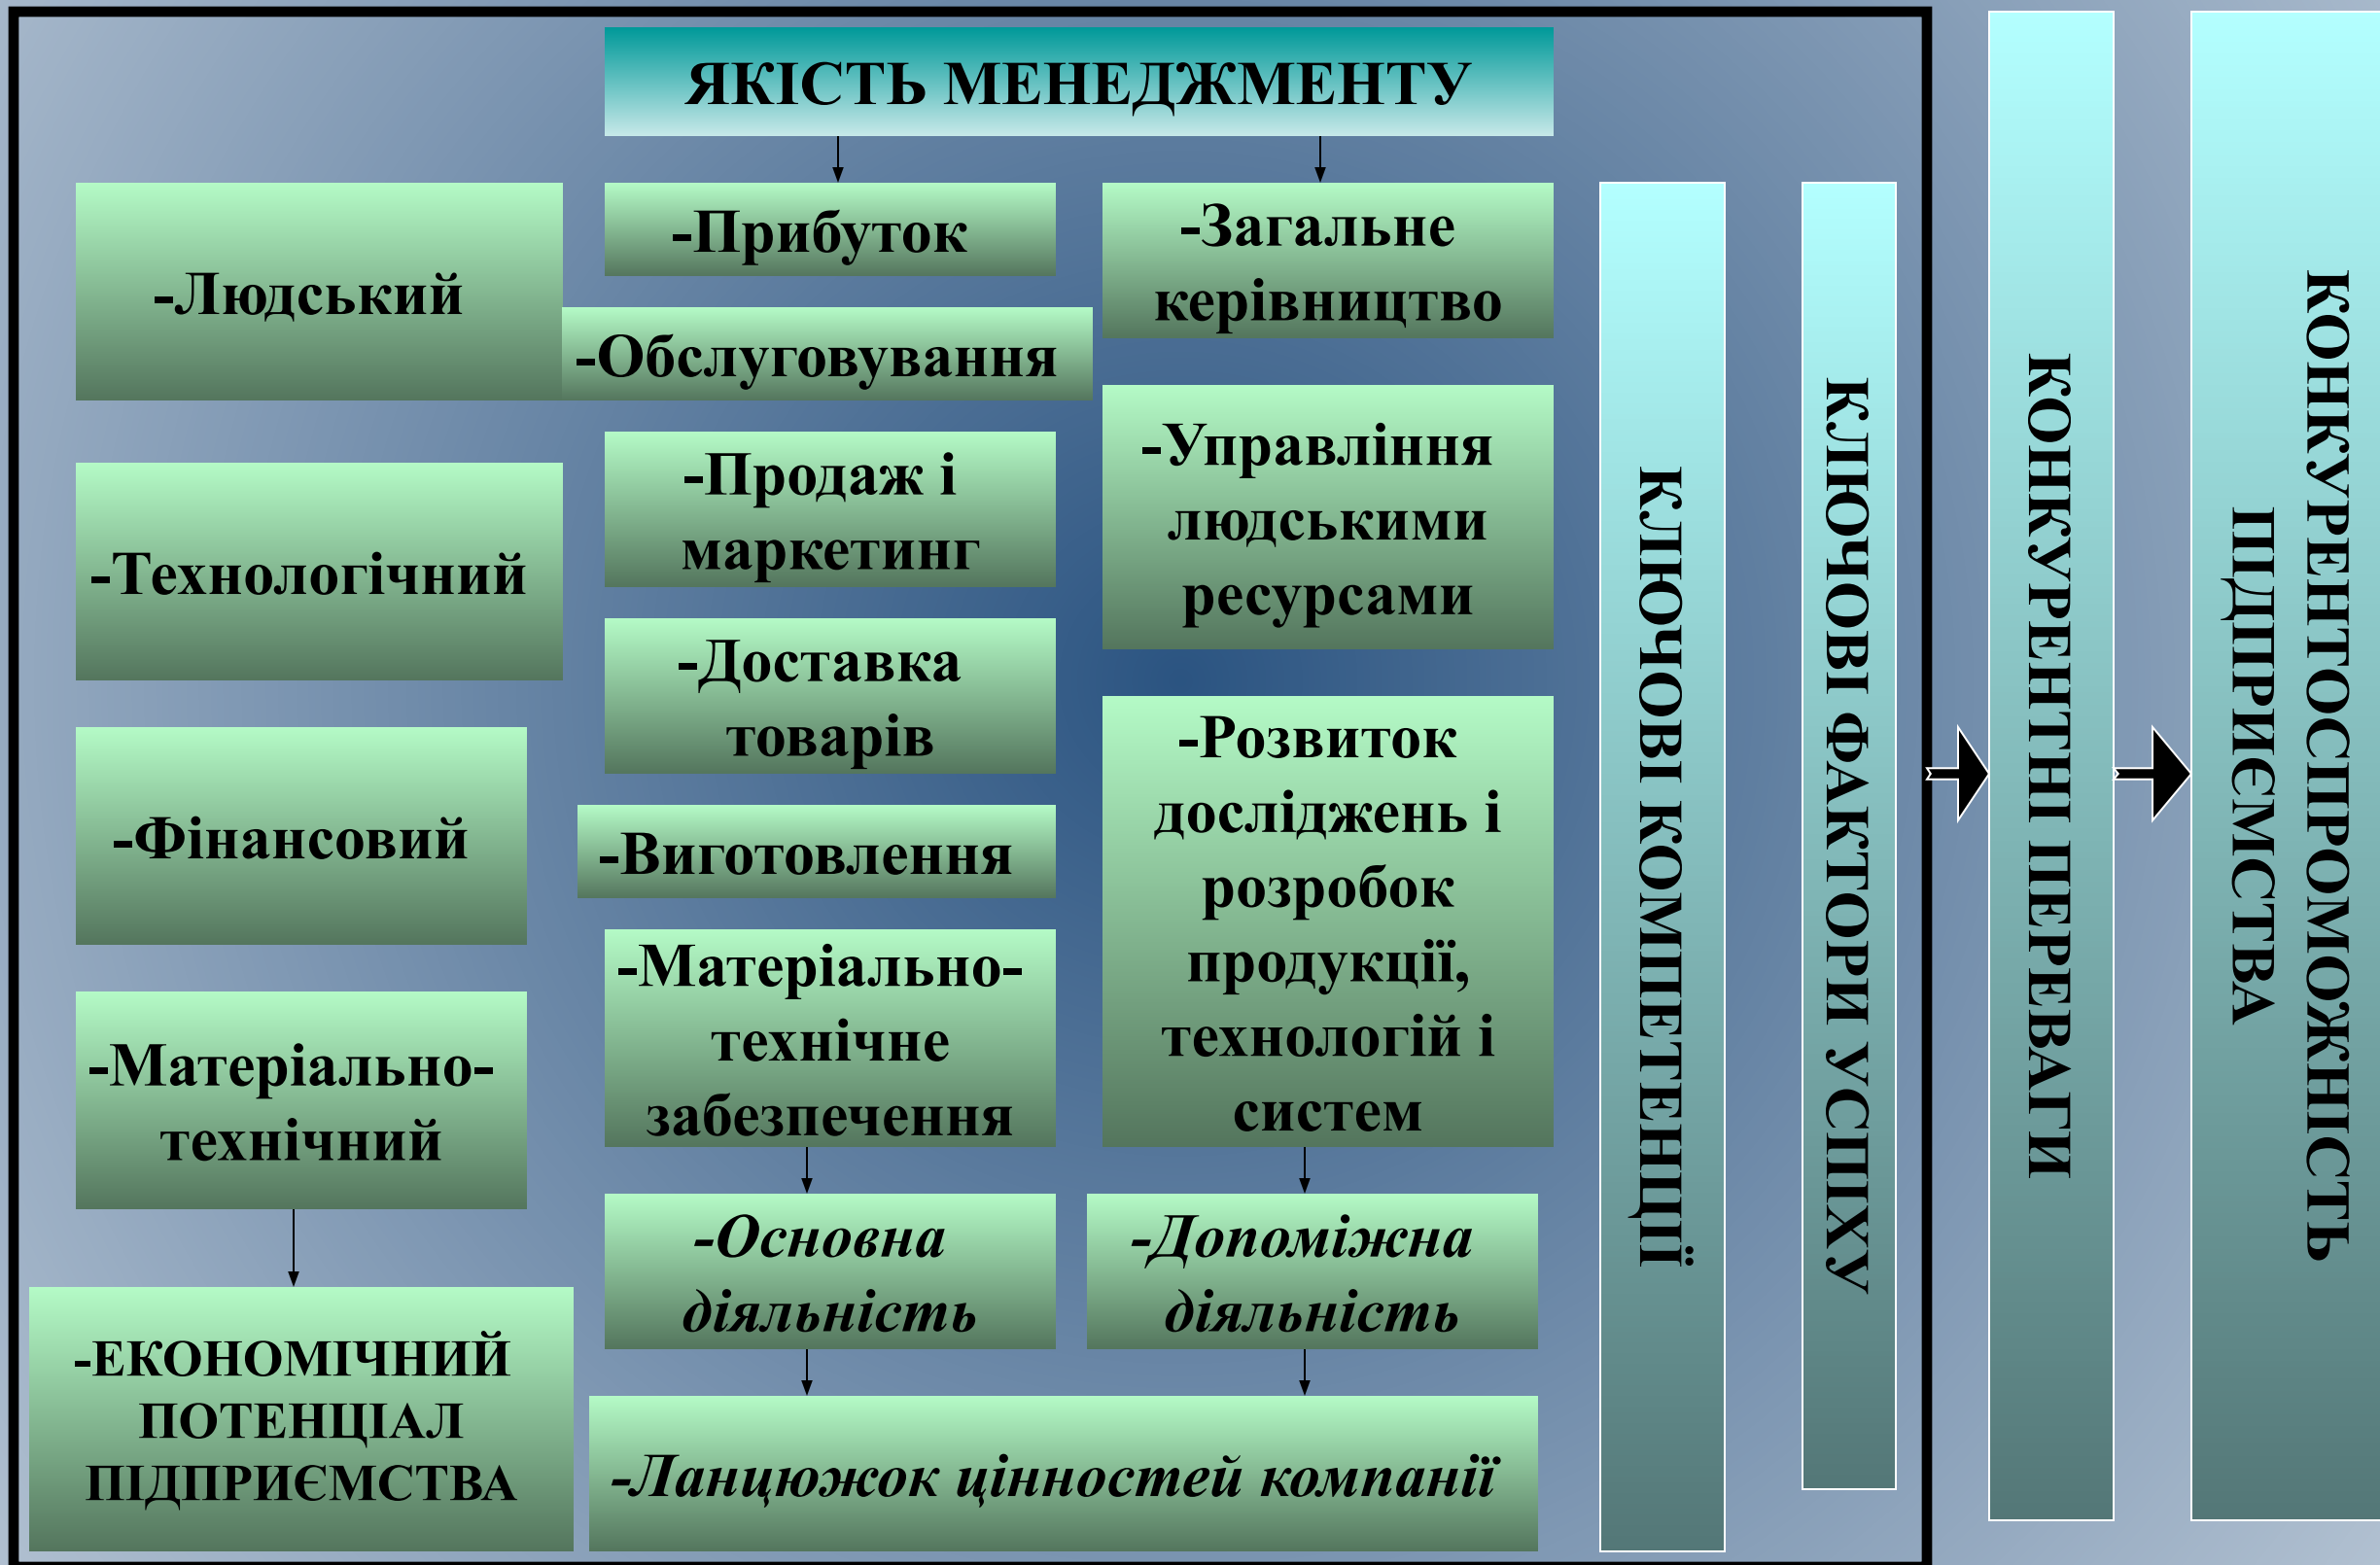 ЯКІСТЬ МЕНЕДЖМЕНТУ
-Людський
-Технологічний
-Фінансовий
-Матеріально-
технічний
-ЕКОНОМІЧНИЙ
ПОТЕНЦІАЛ
ПІДПРИЄМСТВА
-Прибуток
-Обслуговування
-Продаж і
маркетинг
-Доставка
товарів
-Виготовлення
-Матеріально-
технічне
забезпечення
-Основна
діяльність
-Загальне
керівництво
-Управління
людськими
ресурсами
-Розвиток
досліджень і
розробок
продукції,
технологій і
систем
-Допоміжна
діяльність
-Ланцюжок цінностей компанії
КЛЮЧОВІ КОМПЕТЕНЦІЇ
КЛЮЧОВІ ФАКТОРИ УСПІХУ
КОНКУРЕНТНІ ПЕРЕВАГИ
КОНКУРЕНТОСПРОМОЖНІСТЬ
ПІДПРИЄМСТВА